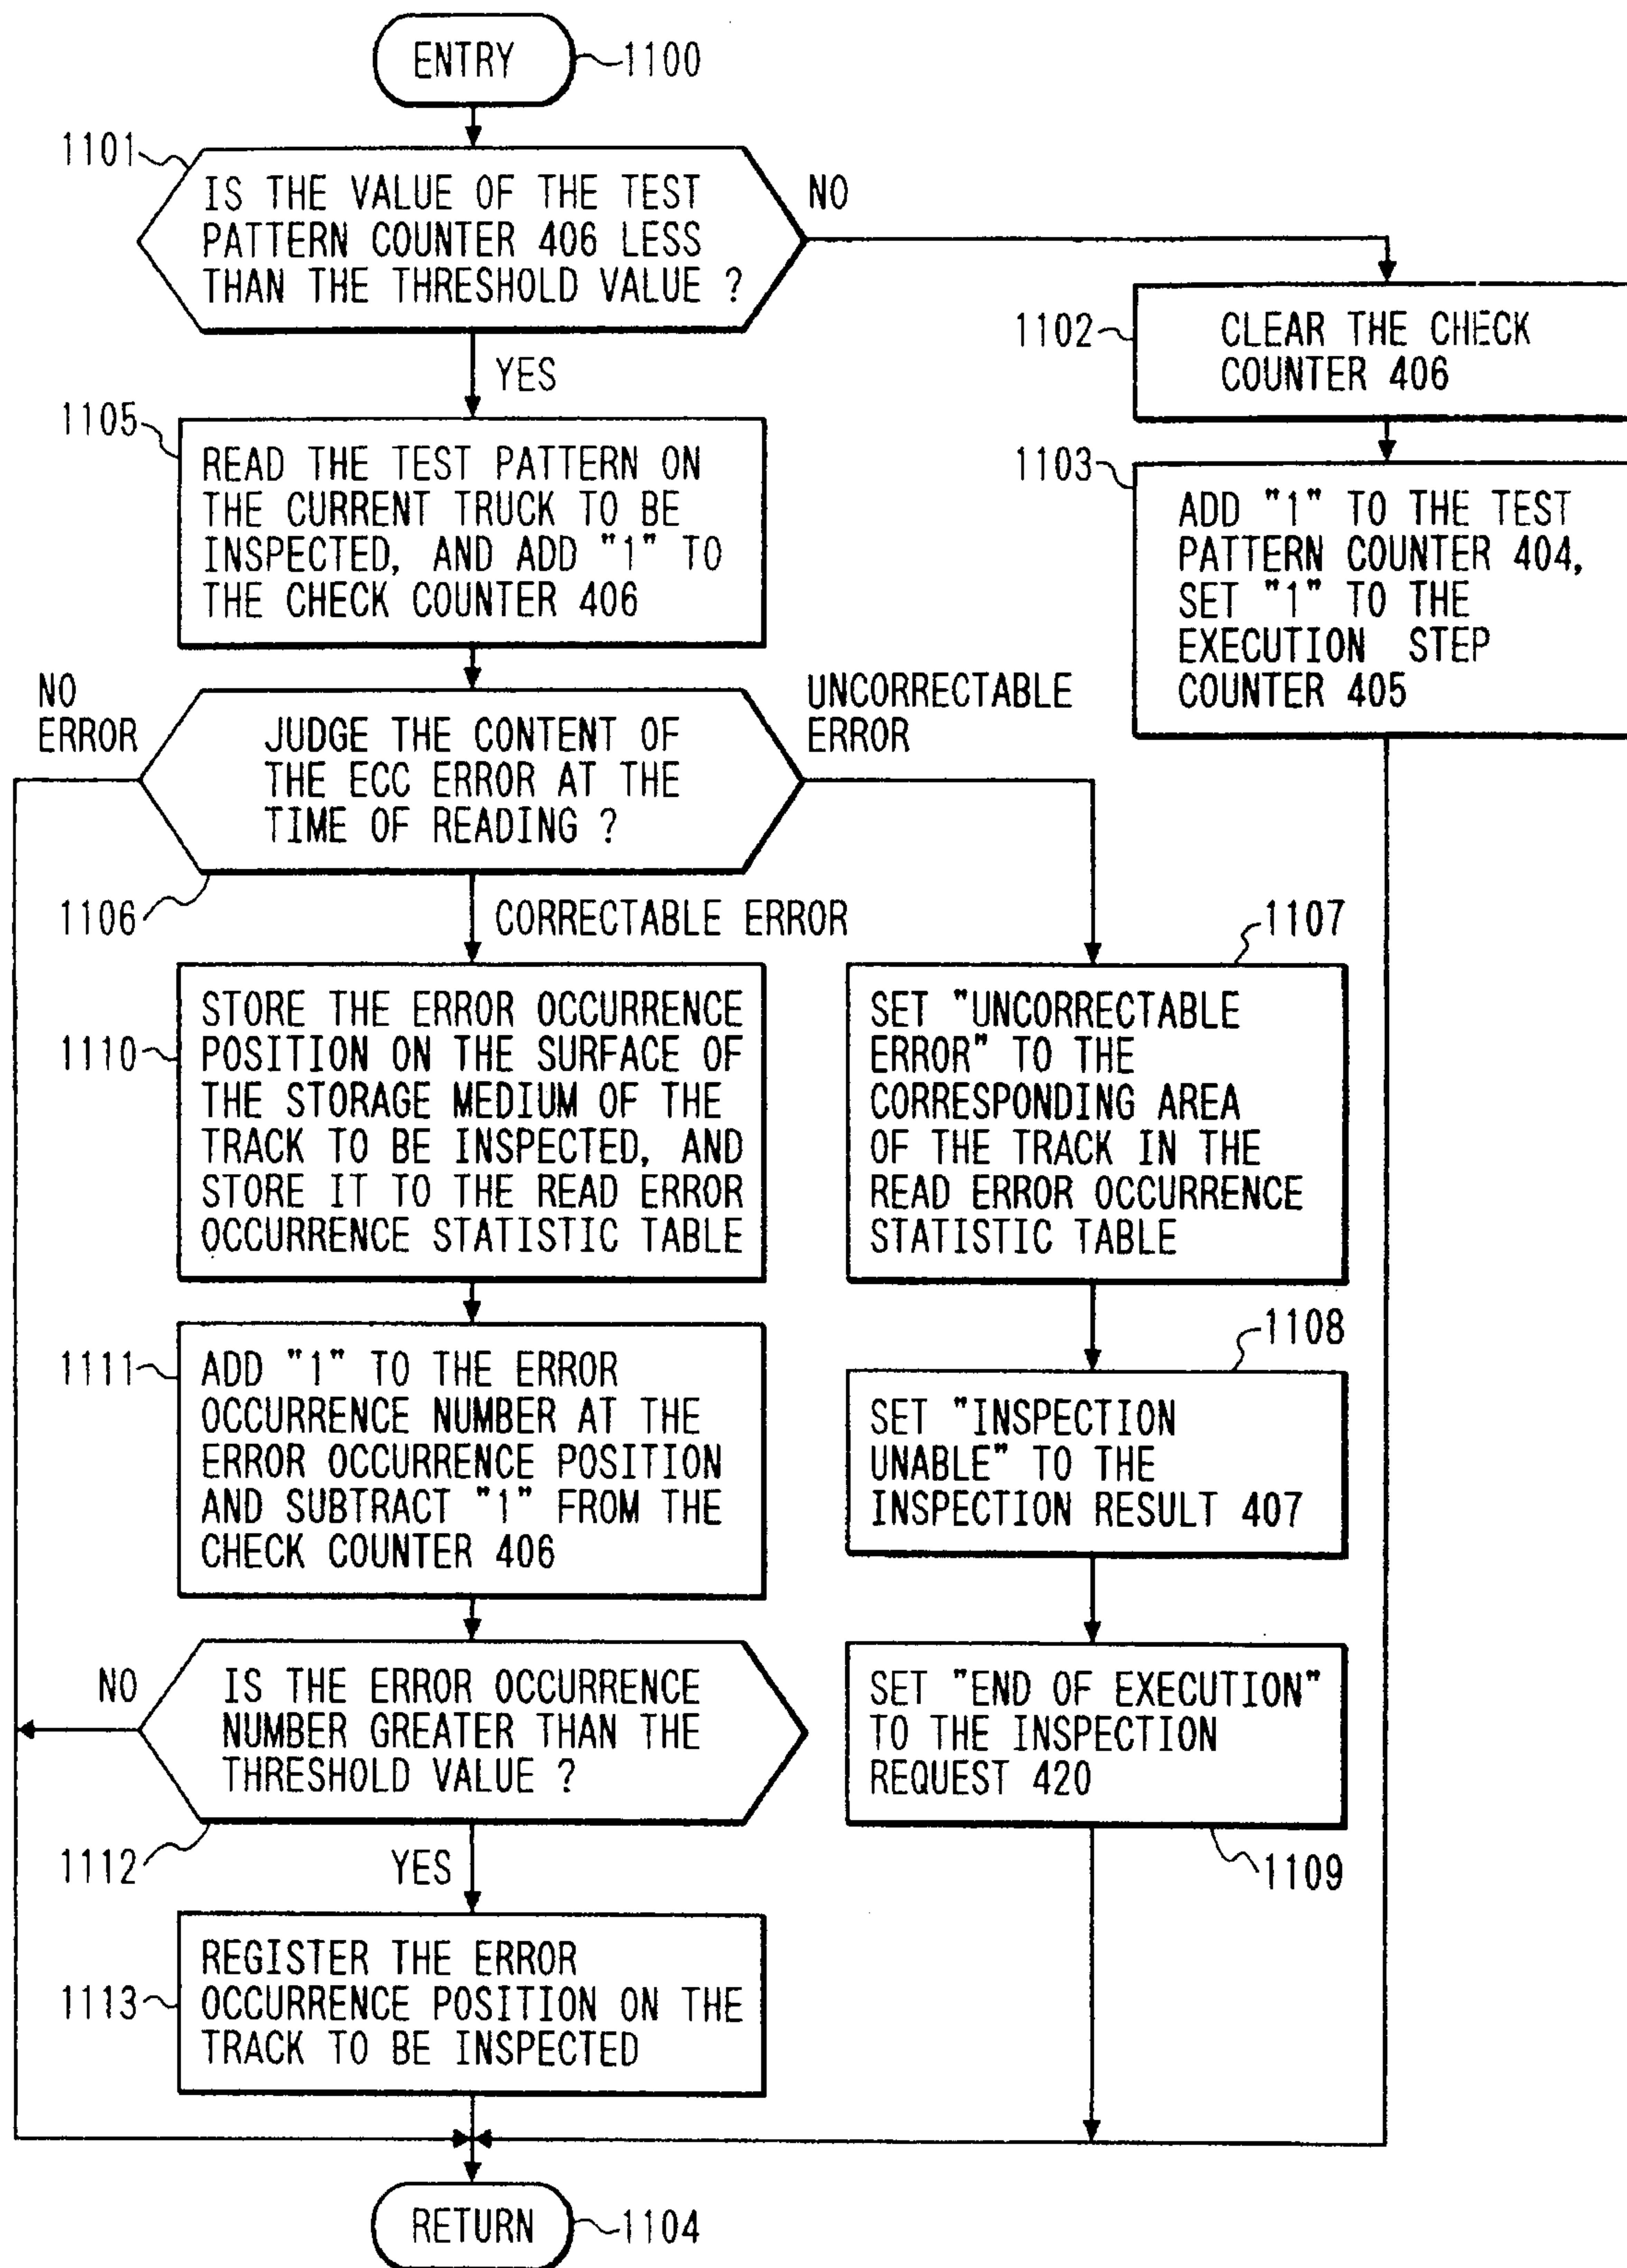 ENTRY
1100
1101
IS THE VALUE OF THE TEST
PATTERN COUNTER 406 LESS
THAN THE THRESHOLD VALUE ?
NO
YES
1102
CLEAR THE CHECK
COUNTER 406
1103
ADD "1" TO THE TEST
PATTERN COUNTER 404,
SET "1" TO THE
EXECUTION STEP
COUNTER 405
1105
READ THE TEST PATTERN ON
THE CURRENT TRUCK TO BE
INSPECTED, AND ADD "1" TO
THE CHECK COUNTER 406
NO
ERROR
JUDGE THE CONTENT OF
THE ECC ERROR AT THE
TIME OF READING ?
UNCORRECTABLE
ERROR
1106
CORRECTABLE ERROR
1110
STORE THE ERROR OCCURRENCE
POSITION ON THE SURFACE OF
THE STORAGE MEDIUM OF THE
TRACK TO BE INSPECTED, AND
STORE IT TO THE READ ERROR
OCCURRENCE STATISTIC TABLE
1107
SET "UNCORRECTABLE
ERROR" TO THE
CORRESPONDING AREA
OF THE TRACK IN THE
READ ERROR OCCURRENCE
STATISTIC TABLE
1111
ADD "1" TO THE ERROR
OCCURRENCE NUMBER AT THE
ERROR OCCURRENCE POSITION
AND SUBTRACT "1" FROM THE
CHECK COUNTER 406
1108
SET "INSPECTION
UNABLE" TO THE
INSPECTION RESULT 407
NO
IS THE ERROR OCCURRENCE
NUMBER GREATER THAN THE
THRESHOLD VALUE ?
1112
YES
SET "END OF EXECUTION"
TO THE INSPECTION
REQUEST 420
1109
1113
REGISTER THE ERROR
OCCURRENCE POSITION ON THE
TRACK TO BE INSPECTED
RETURN
1104